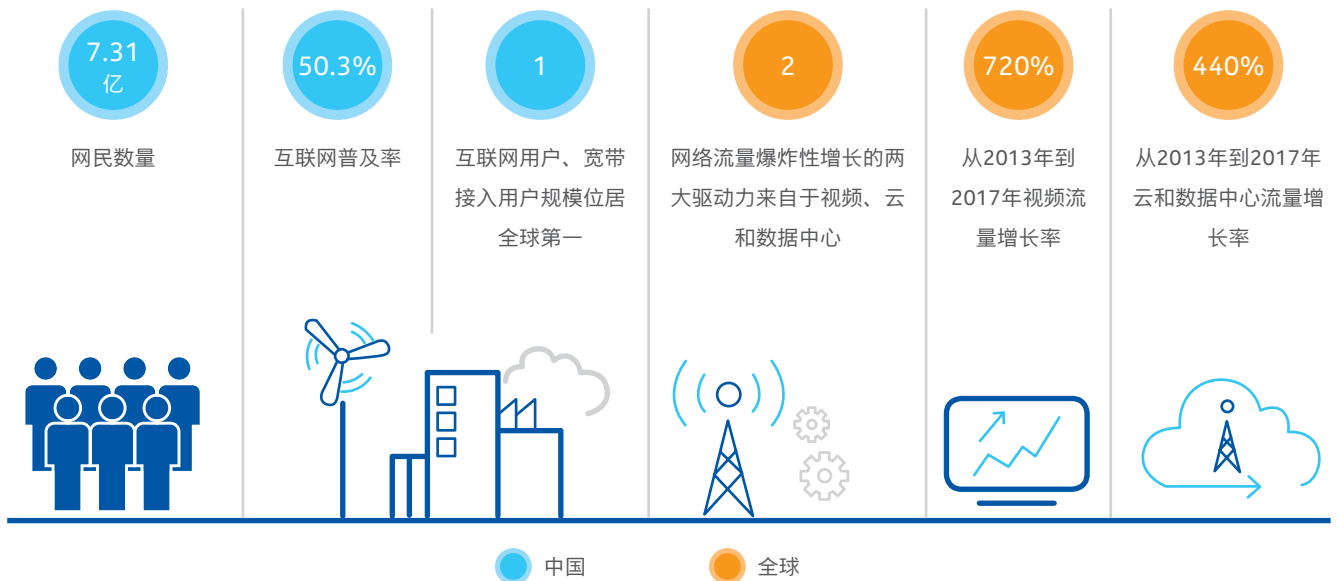 7.31
亿
网民数量
50.3%
互联网普及率
1
互联网用户、宽带
接入用户规模位居
全球第一
2
网络流量爆炸性增长的两
大驱动力来自于视频、云
和数据中心
720%
从2013年到
2017年视频流
量增长率
440%
从2013年到2017年
云和数据中心流量增
长率
中国
全球